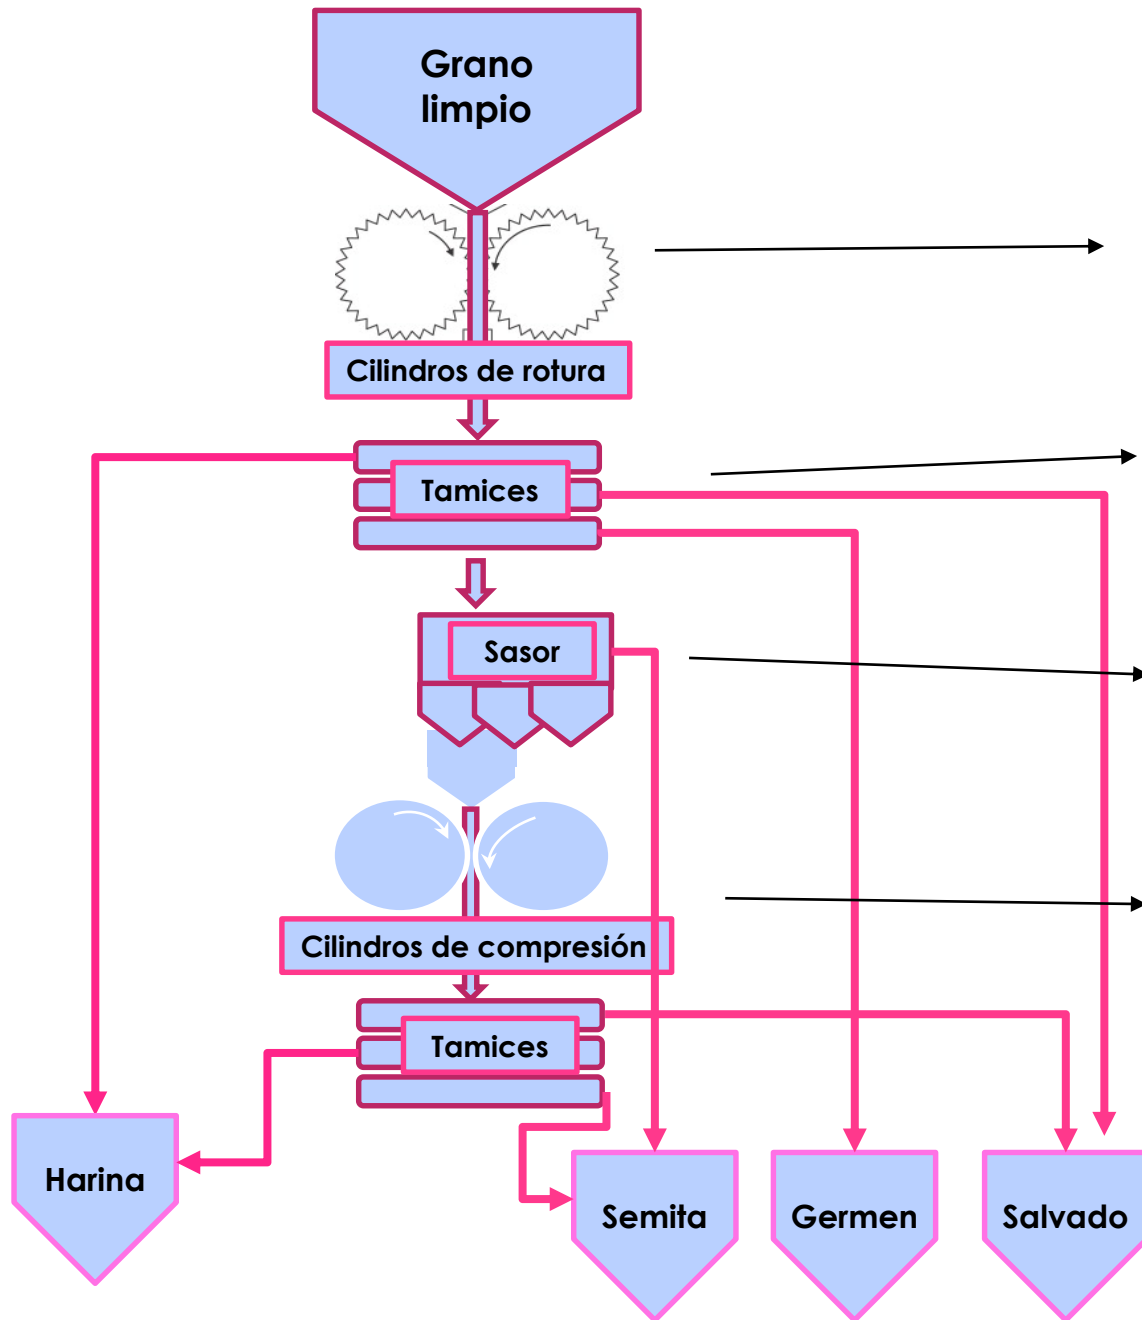 Grano
limpio
Cilindros de rotura
Tamices
Sasor
Cilindros de compresión
Tamices
Harina
Semita
Germen
Salvado